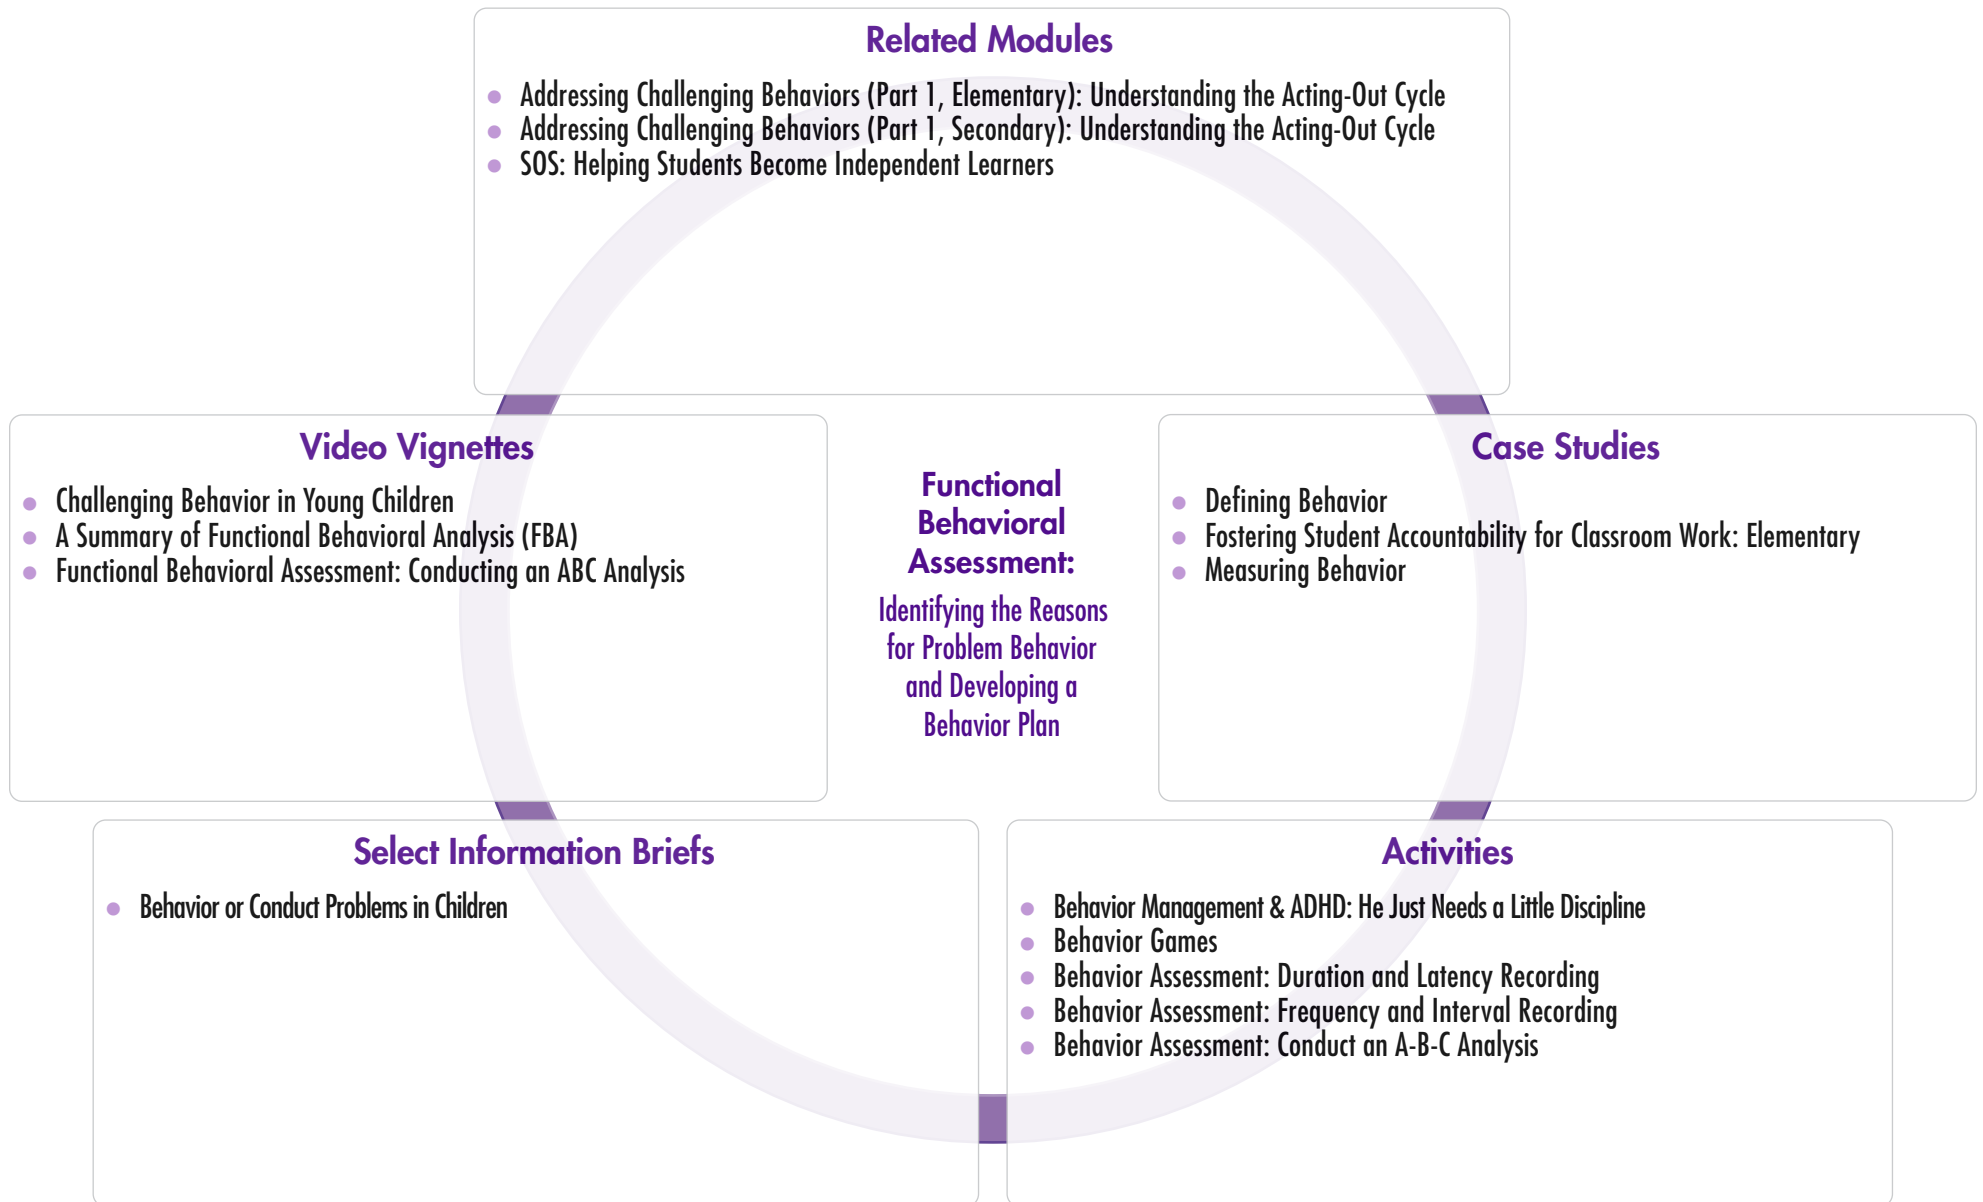 Related Modules
Addressing Challenging Behaviors (Part 1, Elementary): Understanding the Acting-Out Cycle
Addressing Challenging Behaviors (Part 1, Secondary): Understanding the Acting-Out Cycle
SOS: Helping Students Become Independent Learners
Video Vignettes
Challenging Behavior in Young Children
A Summary of Functional Behavioral Analysis (FBA)
Functional Behavioral Assessment: Conducting an ABC Analysis
Functional
Behavioral
Assessment:
Identifying the Reasons
for Problem Behavior
and Developing a
Behavior Plan
Case Studies
Defining Behavior
Fostering Student Accountability for Classroom Work: Elementary
Measuring Behavior
Select Information Briefs
Behavior or Conduct Problems in Children
Activities
Behavior Management & ADHD: He Just Needs a Little Discipline
Behavior Games
Behavior Assessment: Duration and Latency Recording
Behavior Assessment: Frequency and Interval Recording
Behavior Assessment: Conduct an A-B-C Analysis